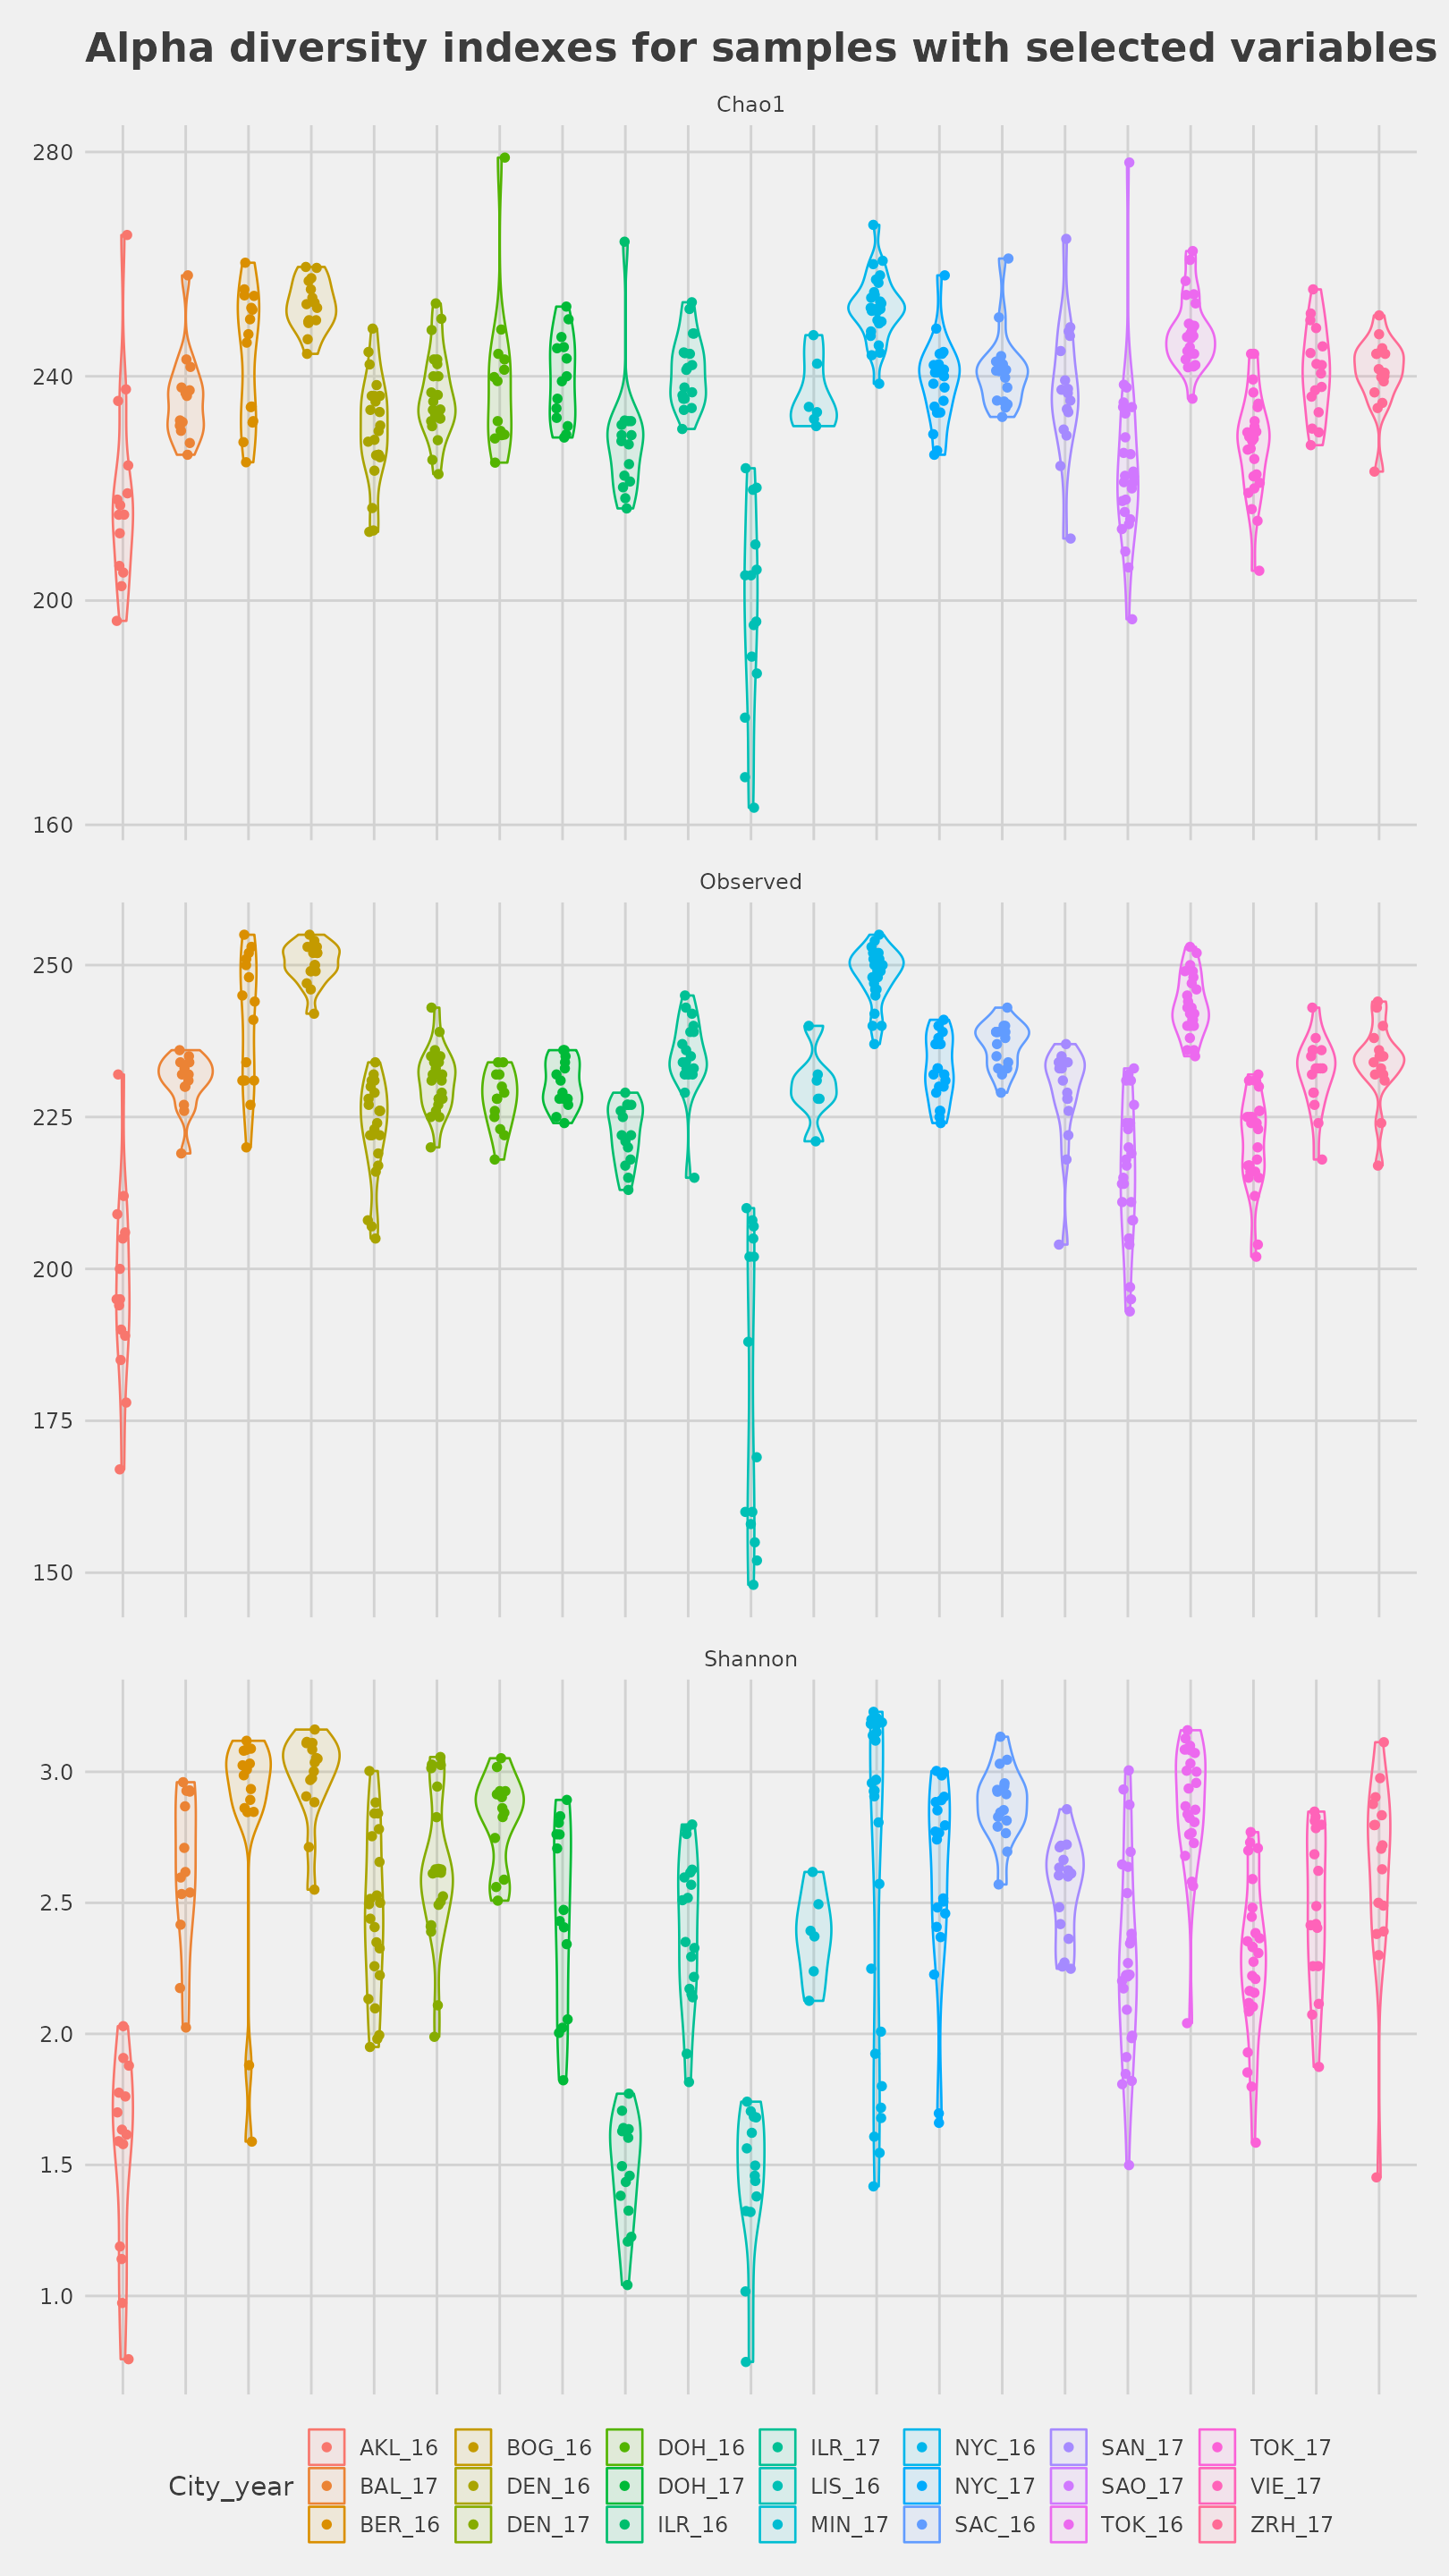 Alpha diversity indexes for samples with selected variables
Chao1
280
240
200
160
Observed
250
225
200
175
150
Shannon
3.0
2.5
2.0
1.5
1.0
AKL_16 BOG_16 DOH_16 ILR_17 NYC_16 SAN_17 TOK_17
City_year BAL_17 DEN_16 DOH_17 LIS_16 NYC_17 SAO_17 VIE_17
BER_16 DEN_17 ILR_16 MIN_17 SAC_16 TOK_16 ZRH_17